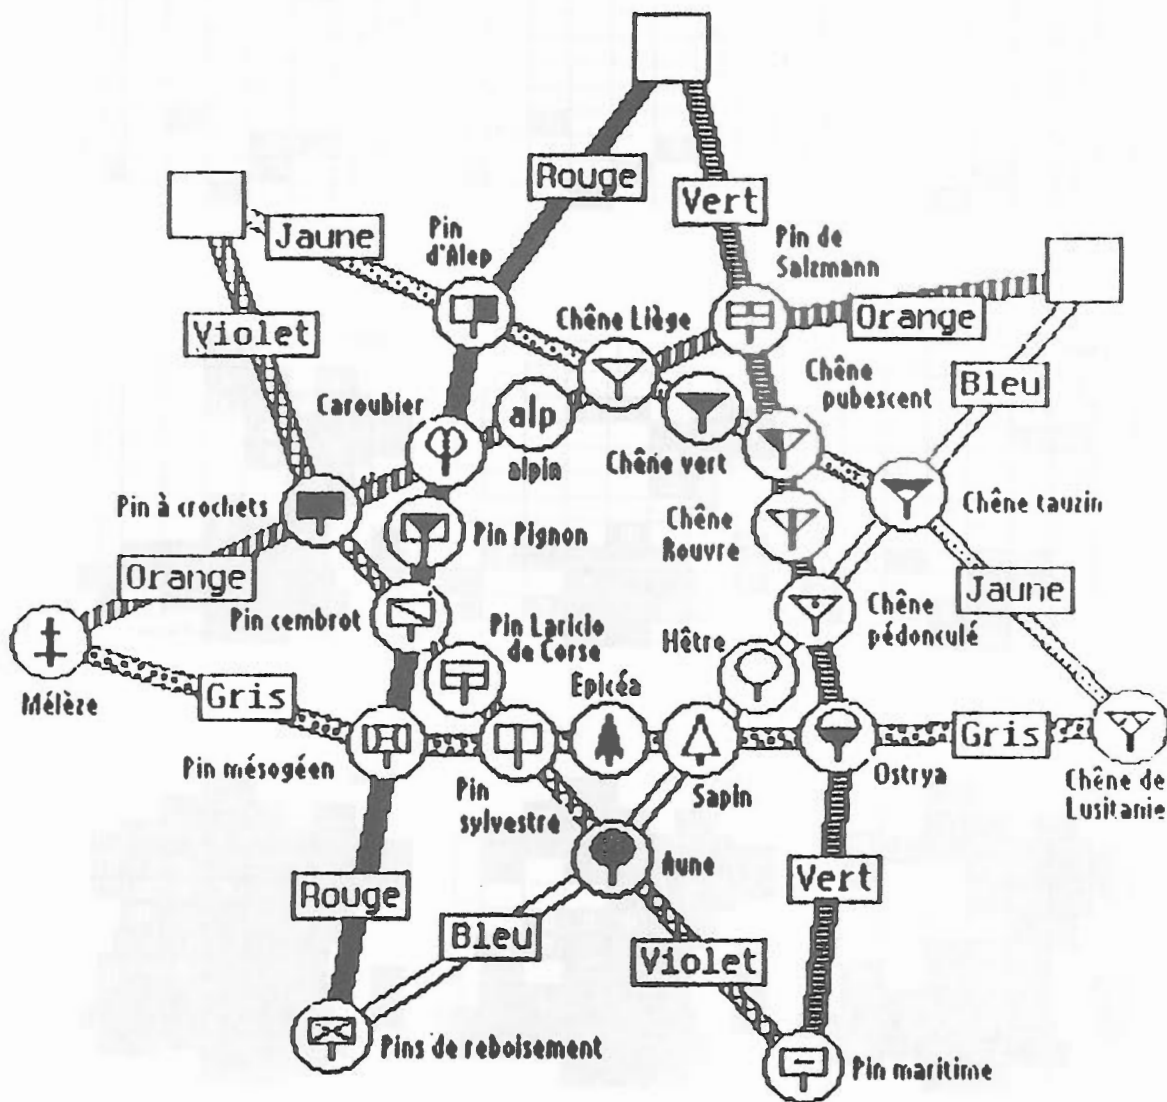 Rouge
Vert
Jaune
Pin
d'Alep
Pin de
Salzmann
Violet
Chêne Liège
Orange
Caroubier
alp
alpin
Chêne vert
Chêne
pubescent
Bleu
Pin à crochets
Pin Pignon
Chêne
Rouvre
Chêne tauzin
Orange
Jaune
Pin cembrot
Pin Laricio
de Corse
Hêtre
Chêne
pédonculé
Mélèze
Gris
Epicéa
Gris
Pin mésogéen
Pin
sylvestre
Sapin
Ostrya
Chêne de
Lusitanie
Aune
Rouge
Vert
Bleu
Violet
Pins de reboisement
Pin maritime